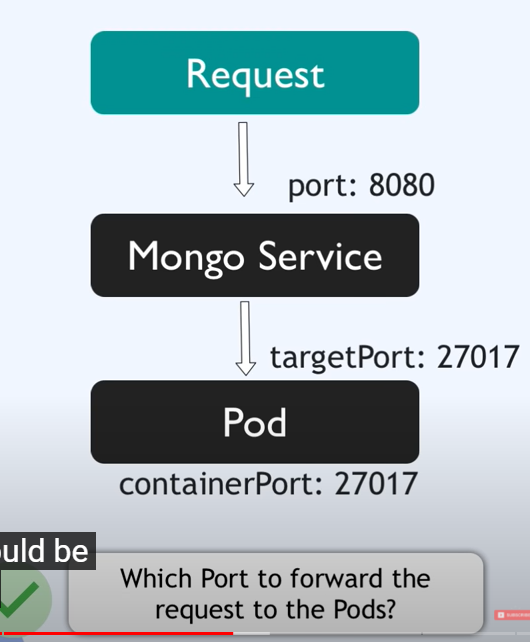 Request
port: 8080
Mongo Service
targetPort: 27017
Pod
containerPort: 27017
ould be
Which Port to forward the
request to the Pods?